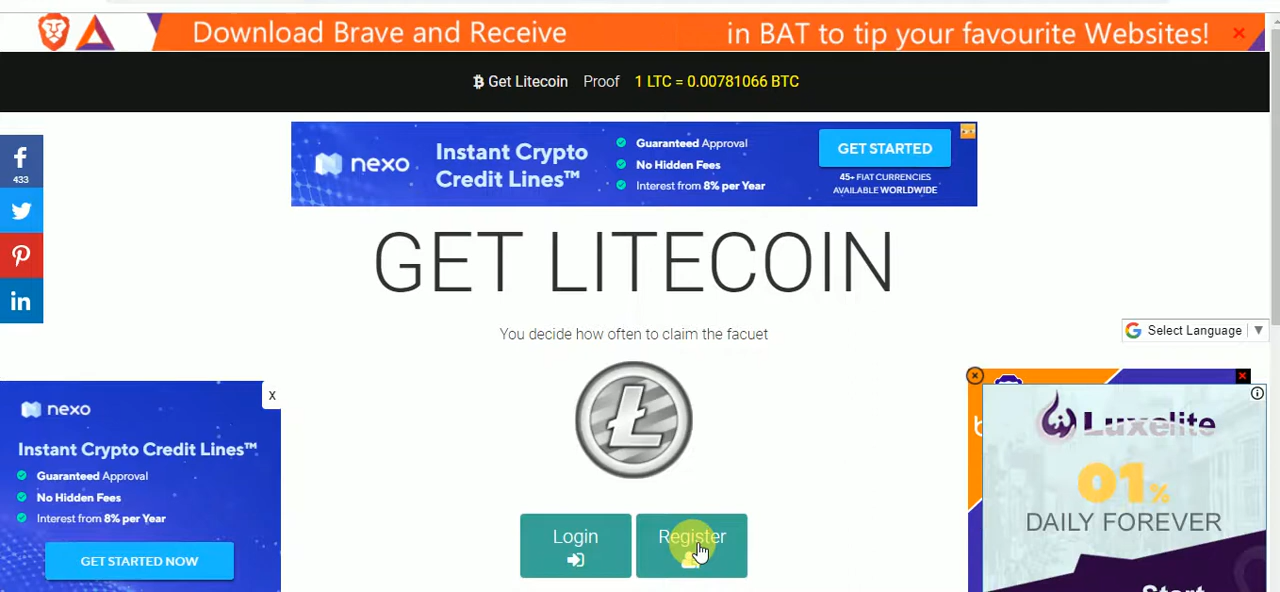 Download Brave and Receive in BAT to tip your favourite Websites!
Get Litecoin Proof 1 LTC = 0.00781066 BTC
f
433
nexo
Instant Crypto
Credit Lines™
Guaranteed Approval
No Hidden Fees
Interest from 8% per Year
GET STARTED
45+ FIAT CURRENCIES
AVAILABLE WORLDWIDE
in
GET LITECOIN
You decide how often to claim the facuet
Select Language ▼
X
nexo
Instant Crypto Credit Lines™
Guaranteed Approval
No Hidden Fees
Interest from 8% per Year
GET STARTED NOW
Login
Register
Luxelite
01%
DAILY FOREVER
Start